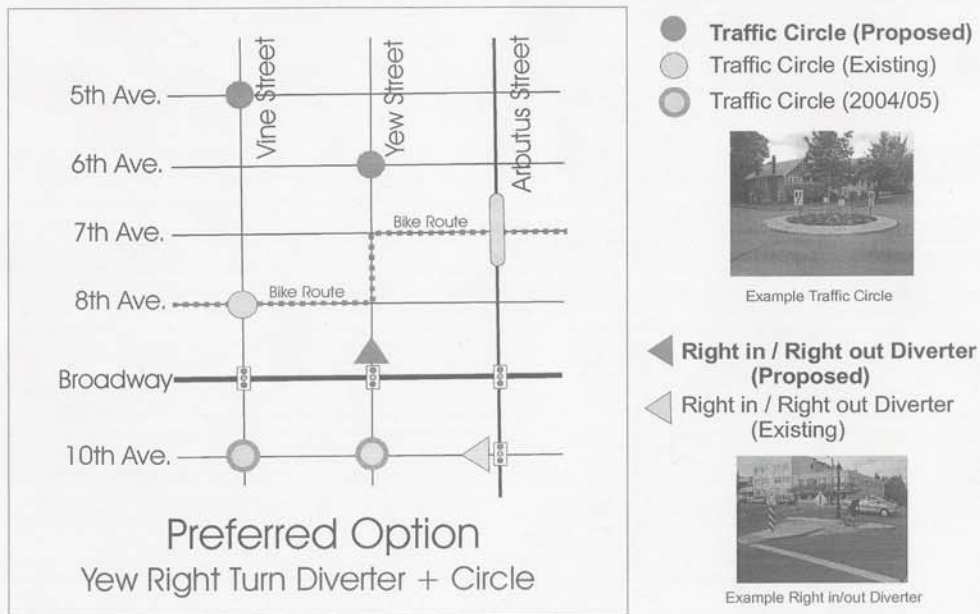 Vine Street
Yew Street
Arbutus Street
5th Ave.
6th Ave.
7th Ave.
Bike Route
8th Ave.
Bike Route
Broadway
10th Ave.
Preferred Option
Yew Right Turn Diverter + Circle
Traffic Circle (Proposed)
Traffic Circle (Existing)
Traffic Circle (2004/05)
Example Traffic Circle
Right in / Right out Diverter
(Proposed)
Right in / Right out Diverter
(Existing)
Example Right in/out Diverter